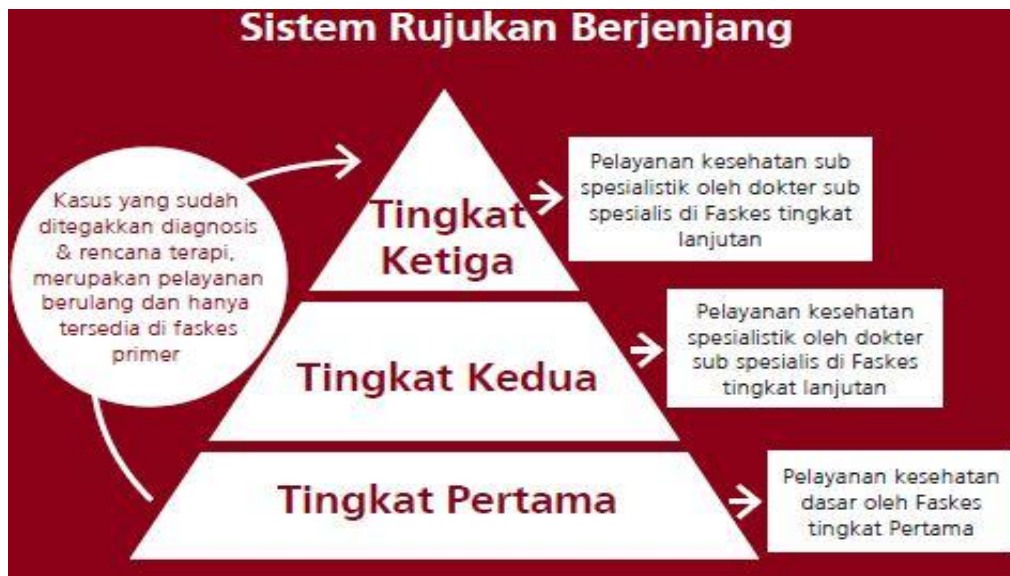 Sistem Rujukan Berjenjang
Kasus yang sudah
ditegakkan diagnosis
& rencana terapi,
merupakan pelayanan
berulang dan hanya
tersedia di faskes
primer
Tingkat
Ketiga
Pelayanan kesehatan sub
spesialistik oleh dokter sub
spesialis di Faskes tingkat
lanjutan
Tingkat Kedua
Pelayanan kesehatan
spesialistik oleh dokter
sub spesialis di Faskes
tingkat lanjutan
Tingkat Pertama
Pelayanan kesehatan
dasar oleh Faskes
tingkat Pertama